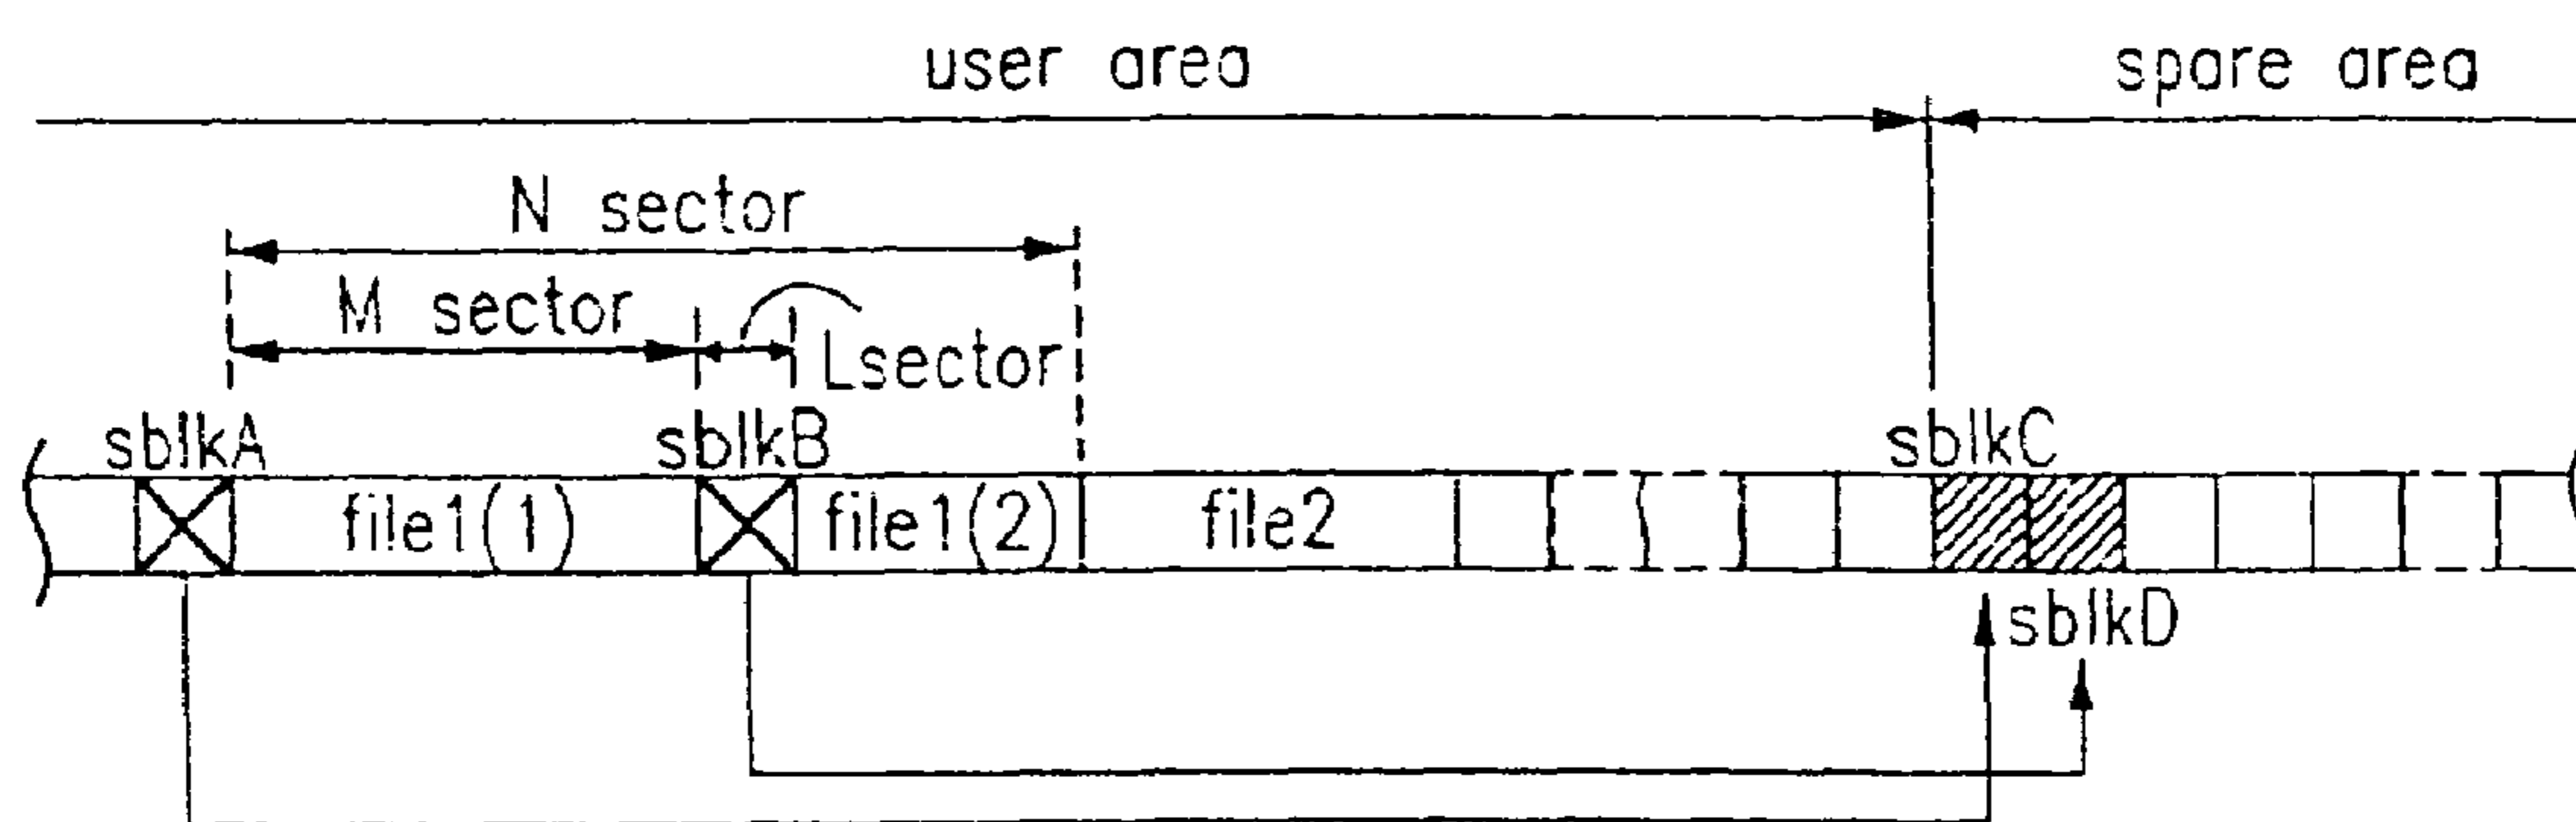 user area
spare area
N sector
M sector
Lsector
sblkA
sblkB
sblkC
file1(1)
file1(2)
file2
sblkD